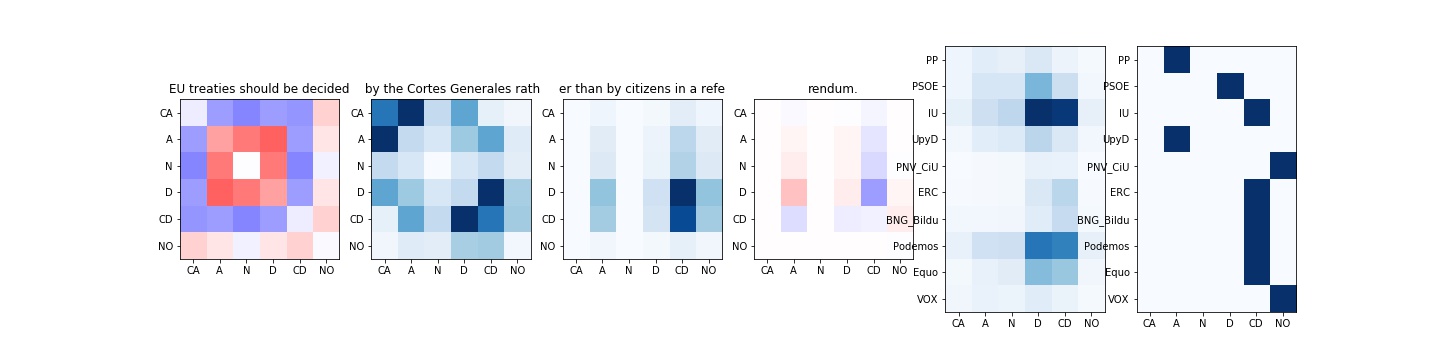 EU treaties should be decided by the Cortes Generales rath er than by citizens in a refe rendum.
CA
A
N
D
CD
NO
CA A N D CD NO
CA
A
N
D
CD
NO
CA A N D CD NO
CA
A
N
D
CD
NO
CA A N D CD NO
CA
A
N
D
CD
NO
CA A N D CD NO
PP
PSOE
IU
UpyD
PNV_CiU
ERC
BNG_Bildu
Podemos
Equo
VOX
CA A N D CD NO
PP
PSOE
IU
UpyD
PNV_CiU
ERC
BNG_Bildu
Podemos
Equo
VOX
CA A N D CD NO